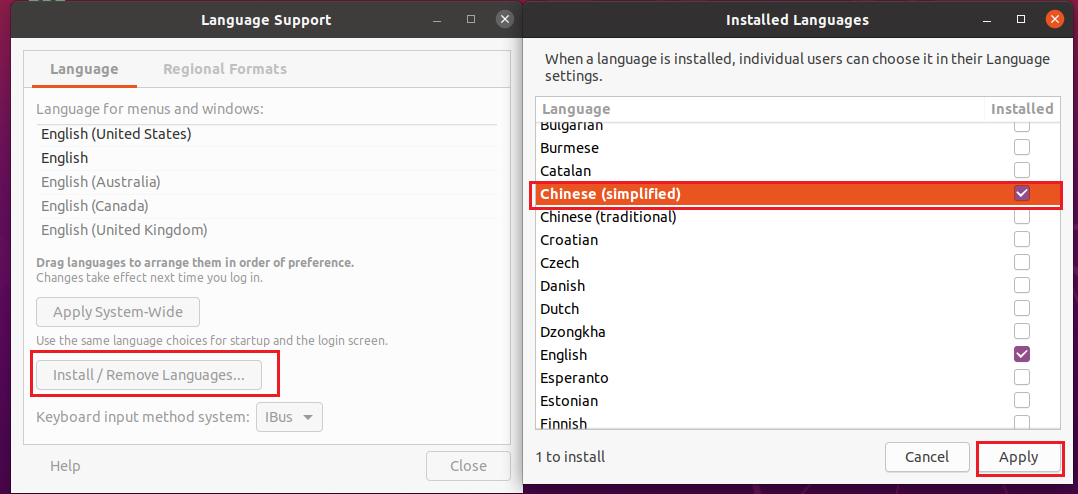 Language Support
Language
Regional Formats
Language for menus and windows:
English (United States)
English
English (Australia)
English (Canada)
English (United Kingdom)
Drag languages to arrange them in order of preference.
Changes take effect next time you log in.
Apply System-Wide
Use the same language choices for startup and the login screen.
Install / Remove Languages...
Keyboard input method system: IBus
Help
Close
Installed Languages
When a language is installed, individual users can choose it in their Language
settings.
Language Installed
Bulgarian
Burmese
Catalan
Chinese (simplified)
Chinese (traditional)
Croatian
Czech
Danish
Dutch
Dzongkha
English
Esperanto
Estonian
Finnish
1 to install
Cancel
Apply